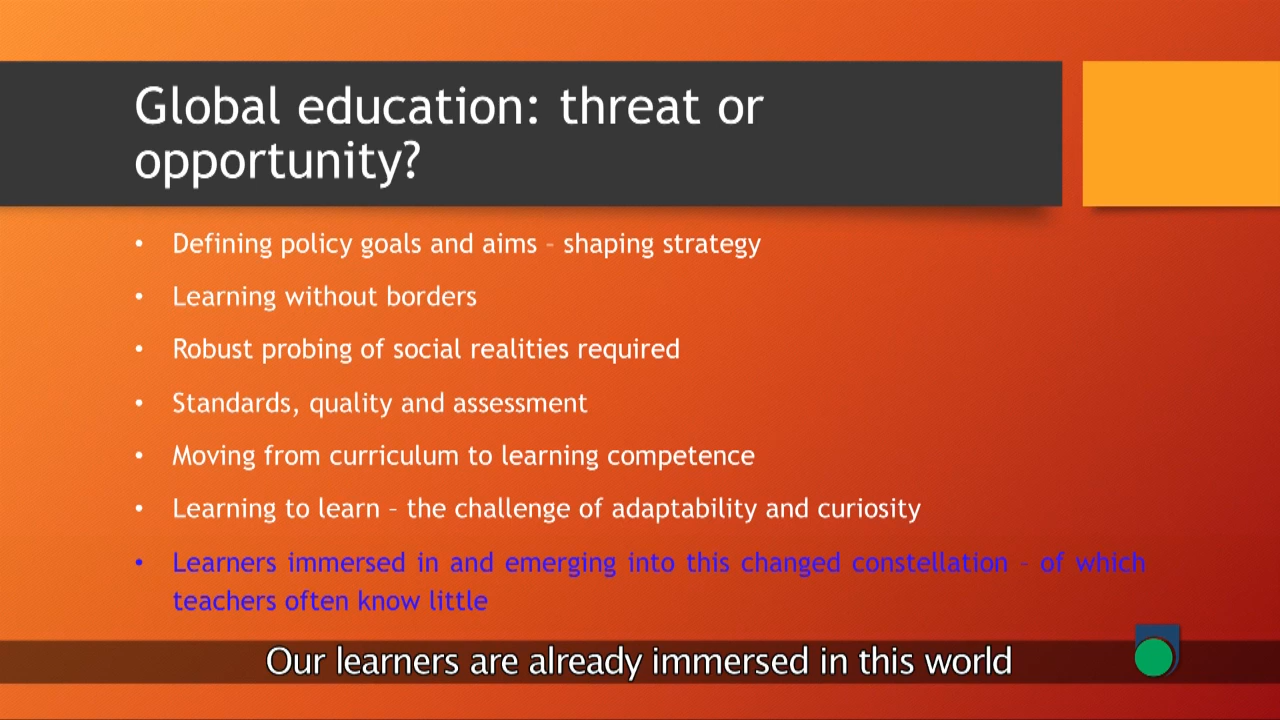 Global education: threat or
opportunity?
• Defining policy goals and aims – shaping strategy
• Learning without borders
• Robust probing of social realities required
• Standards, quality and assessment
• Moving from curriculum to learning competence
• Learning to learn – the challenge of adaptability and curiosity
• Learners immersed in and emerging into this changed constellation – of which
teachers often know little
Our learners are already immersed in this world